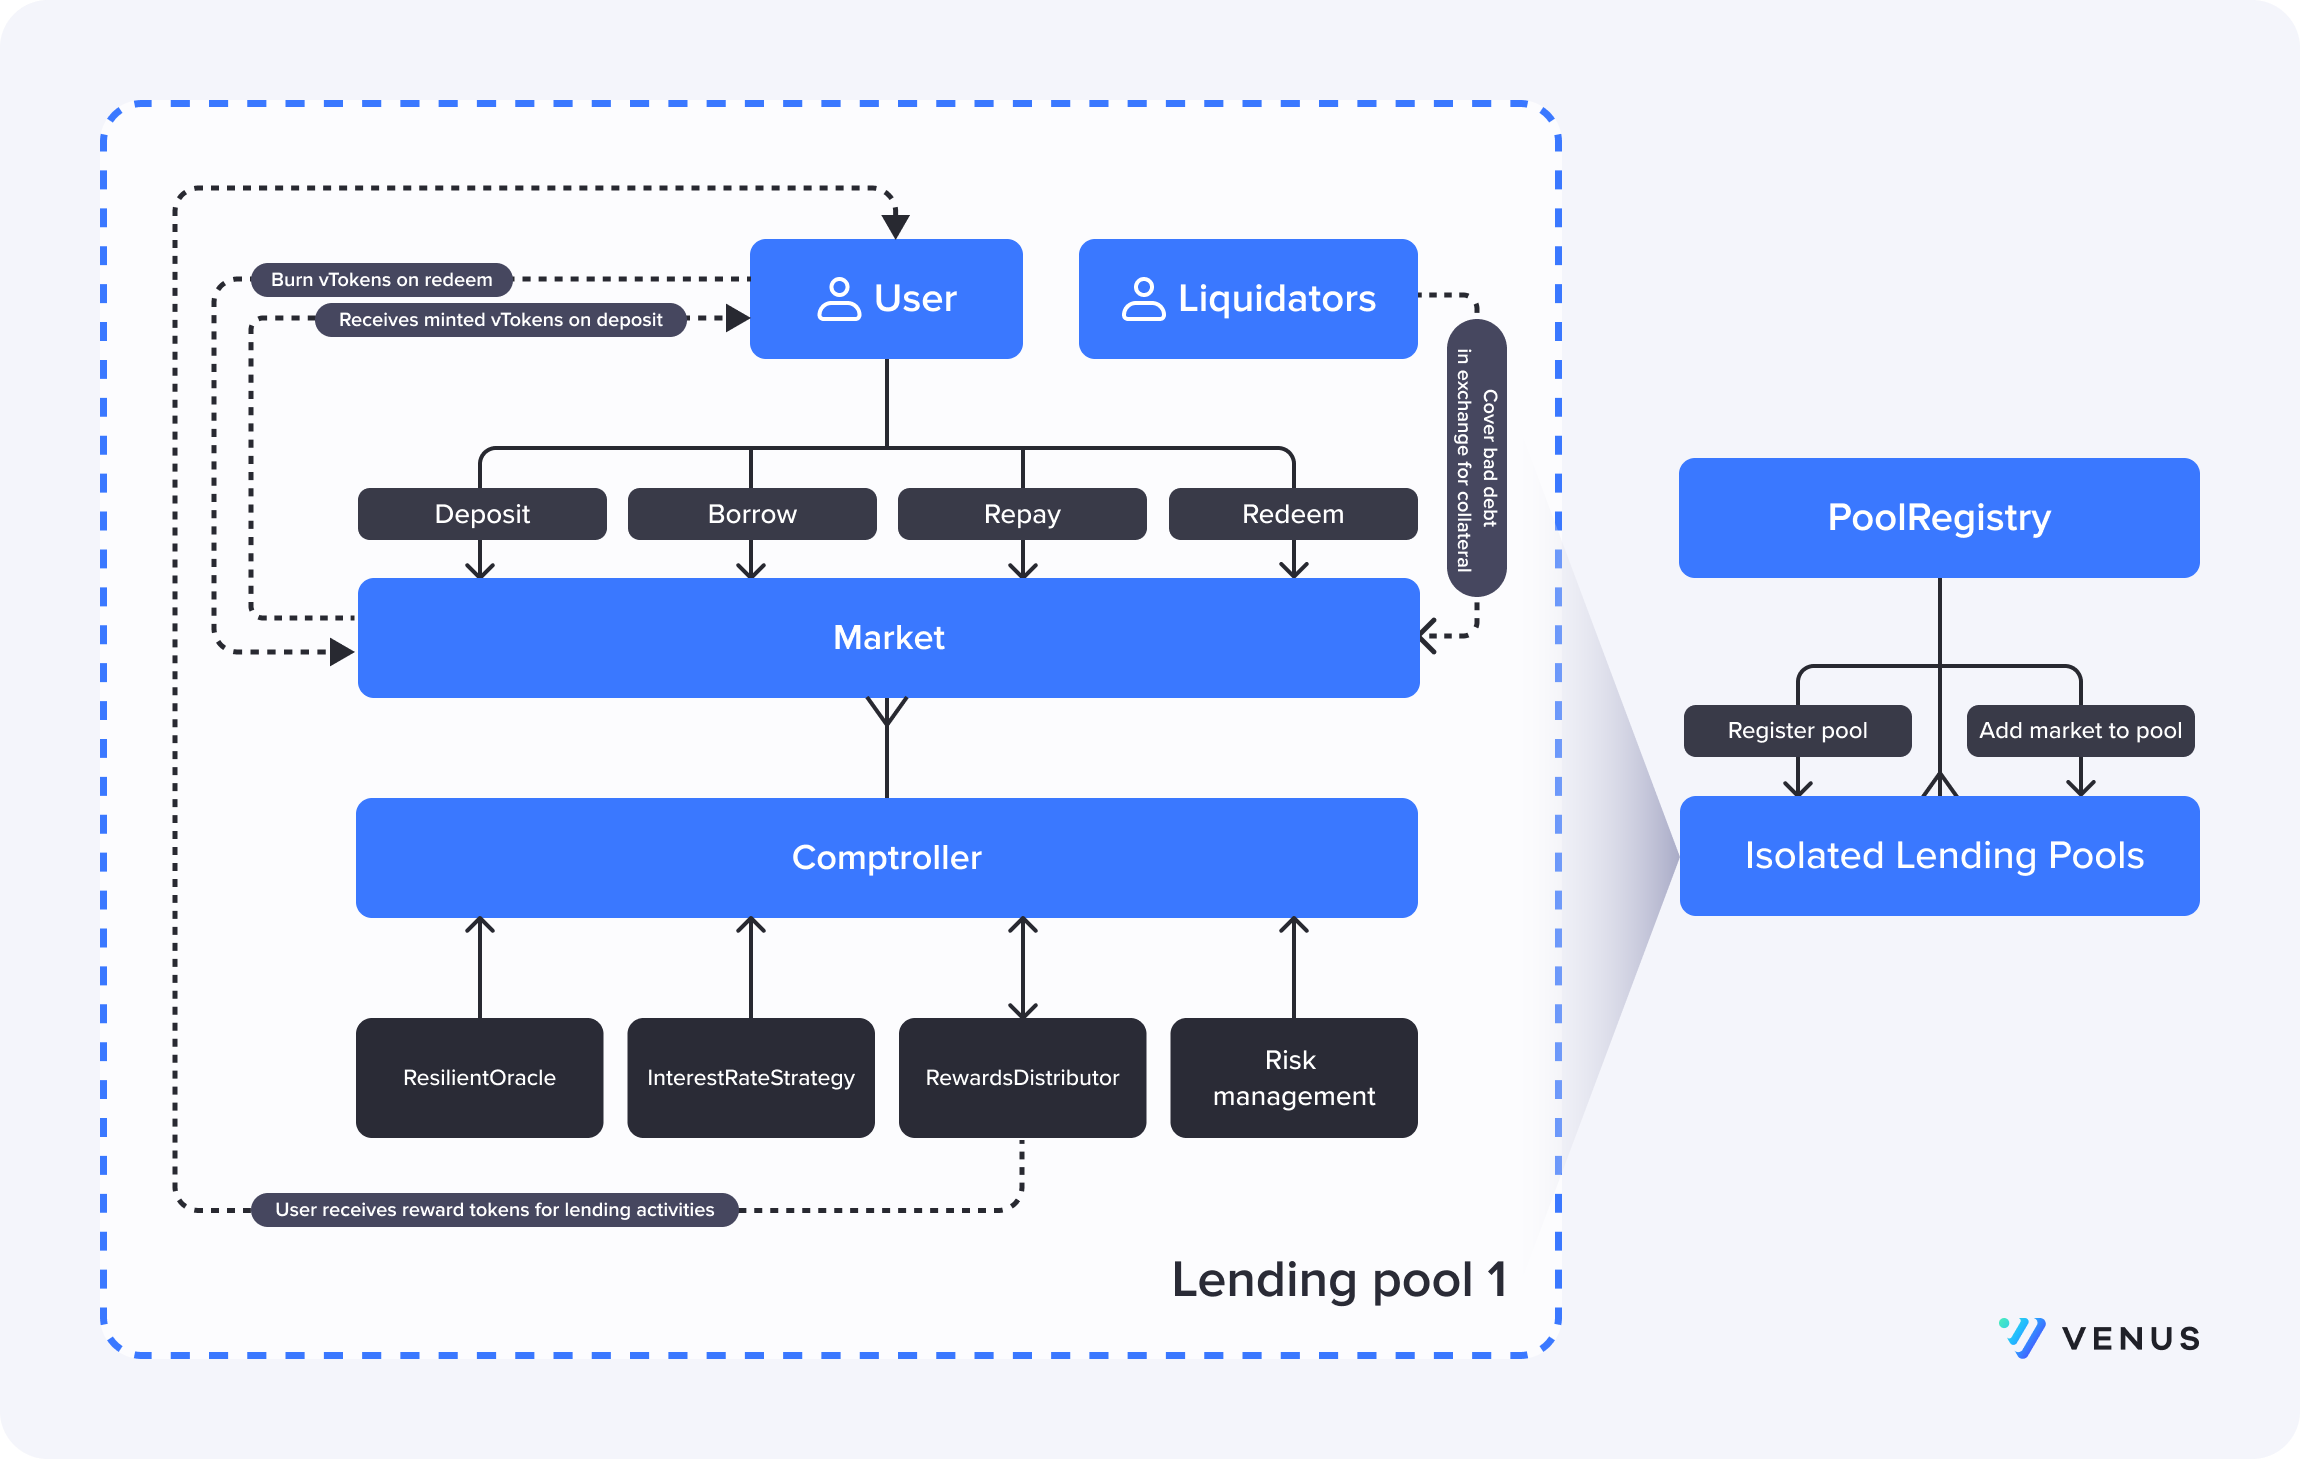 Burn vTokens on redeem
Receives minted vTokens on deposit
User
Liquidators
Cover bad debt
in exchange for collateral
Deposit
Borrow
Repay
Redeem
Market
Comptroller
ResilientOracle
InterestRateStrategy
RewardsDistributor
Risk
management
User receives reward tokens for lending activities
Lending pool 1
PoolRegistry
Register pool
Add market to pool
Isolated Lending Pools
VENUS